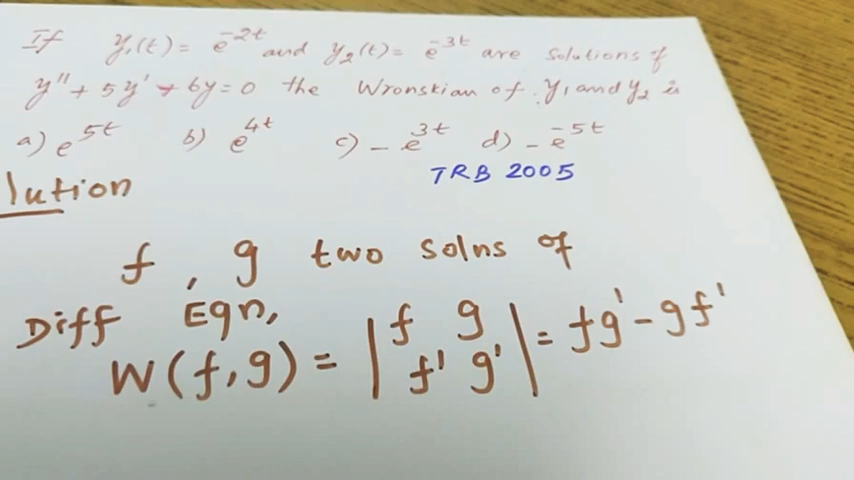 If y₁(t) = e^{-2t} and y₂(t) = e^{-3t} are solutions of
y'' + 5y' + 6y = 0 the Wronskian of y₁ and y₂ is
a) e^{5t} b) e^{4t} c) -e^{3t} d) -e^{-5t}
TRB 2005
lution
f, g two solns of
Diff Eqn,
W(f,g) = | f g | = fg' - gf'
| f' g' |